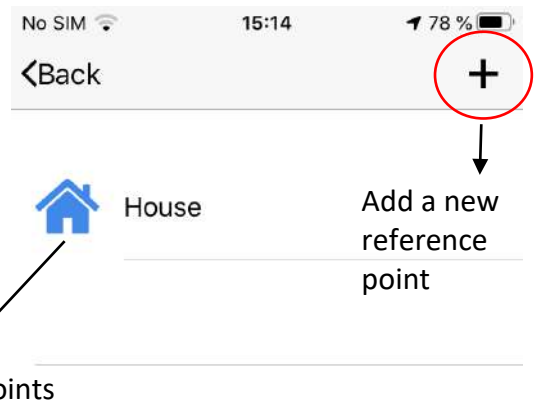 No SIM 15:14 78 %
Back +
House
Add a new
reference
point